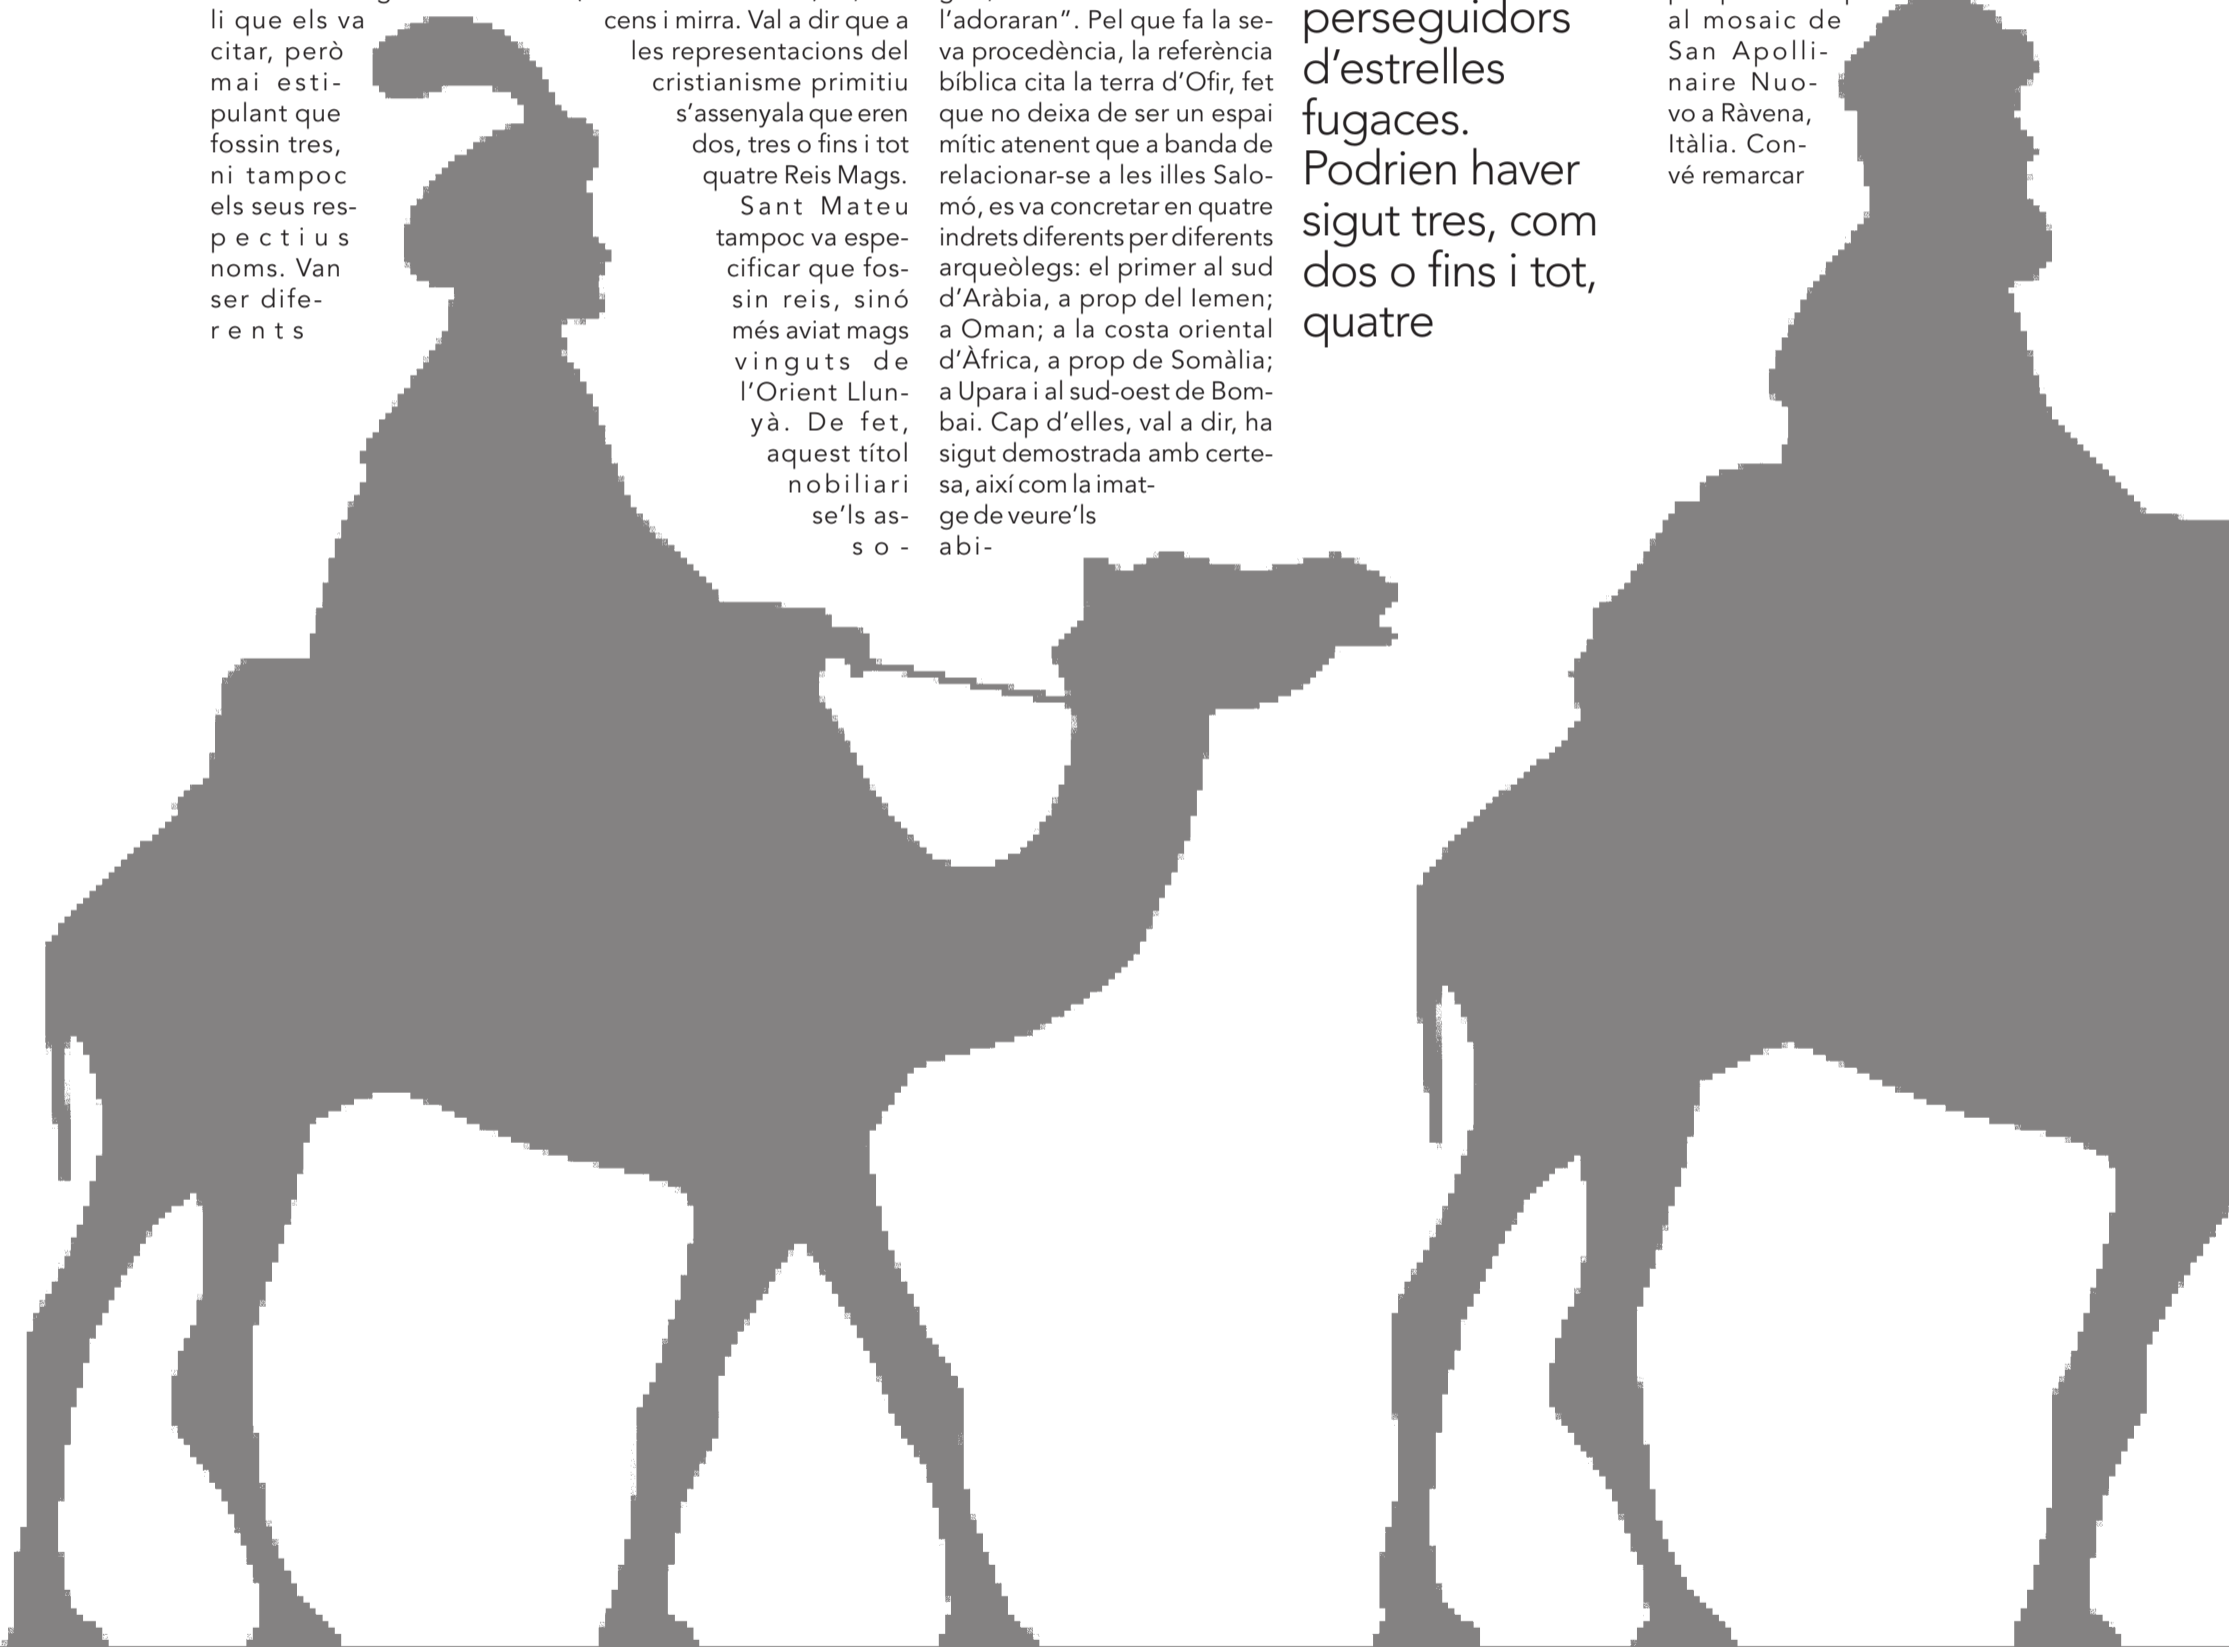 li que els va
citar, però
mai esti-
pulant que
fossin tres,
ni tampoc
els seus res-
pectius
noms. Van
ser dife-
rents
cens i mirra. Val a dir que a
les representacions del
cristianisme primitiu
s’assenyala que eren
dos, tres o fins i tot
quatre Reis Mags.
Sant Mateu
tampoc va espe-
cificar que fos-
sin reis, sinó
més aviat mags
vinguts de
l’Orient Llun-
yà. De fet,
aquest títol
nobiliari
se’ls as-
so-
l’adoraran”. Pel que fa la se-
va procedència, la referència
bíblica cita la terra d’Ofir, fet
que no deixa de ser un espai
mític atenent que a banda de
relacionar-se a les illes Salo-
mó, es va concretar en quatre
indrets diferents per diferents
arqueòlegs: el primer al sud
d’Aràbia, a prop del Iemen;
a Oman; a la costa oriental
d’Àfrica, a prop de Somàlia;
a Upara i al sud-oest de Bom-
bai. Cap d’elles, val a dir, ha
sigut demostrada amb certe-
sa, així com la imat-
ge de veure’ls
abi-
perseguidors
d’estrelles
fugaces.
Podrien haver
sigut tres, com
dos o fins i tot,
quatre
al mosaic de
San Apolli-
naire Nuo-
vo a Ràvena,
Itàlia. Con-
vé remarcar